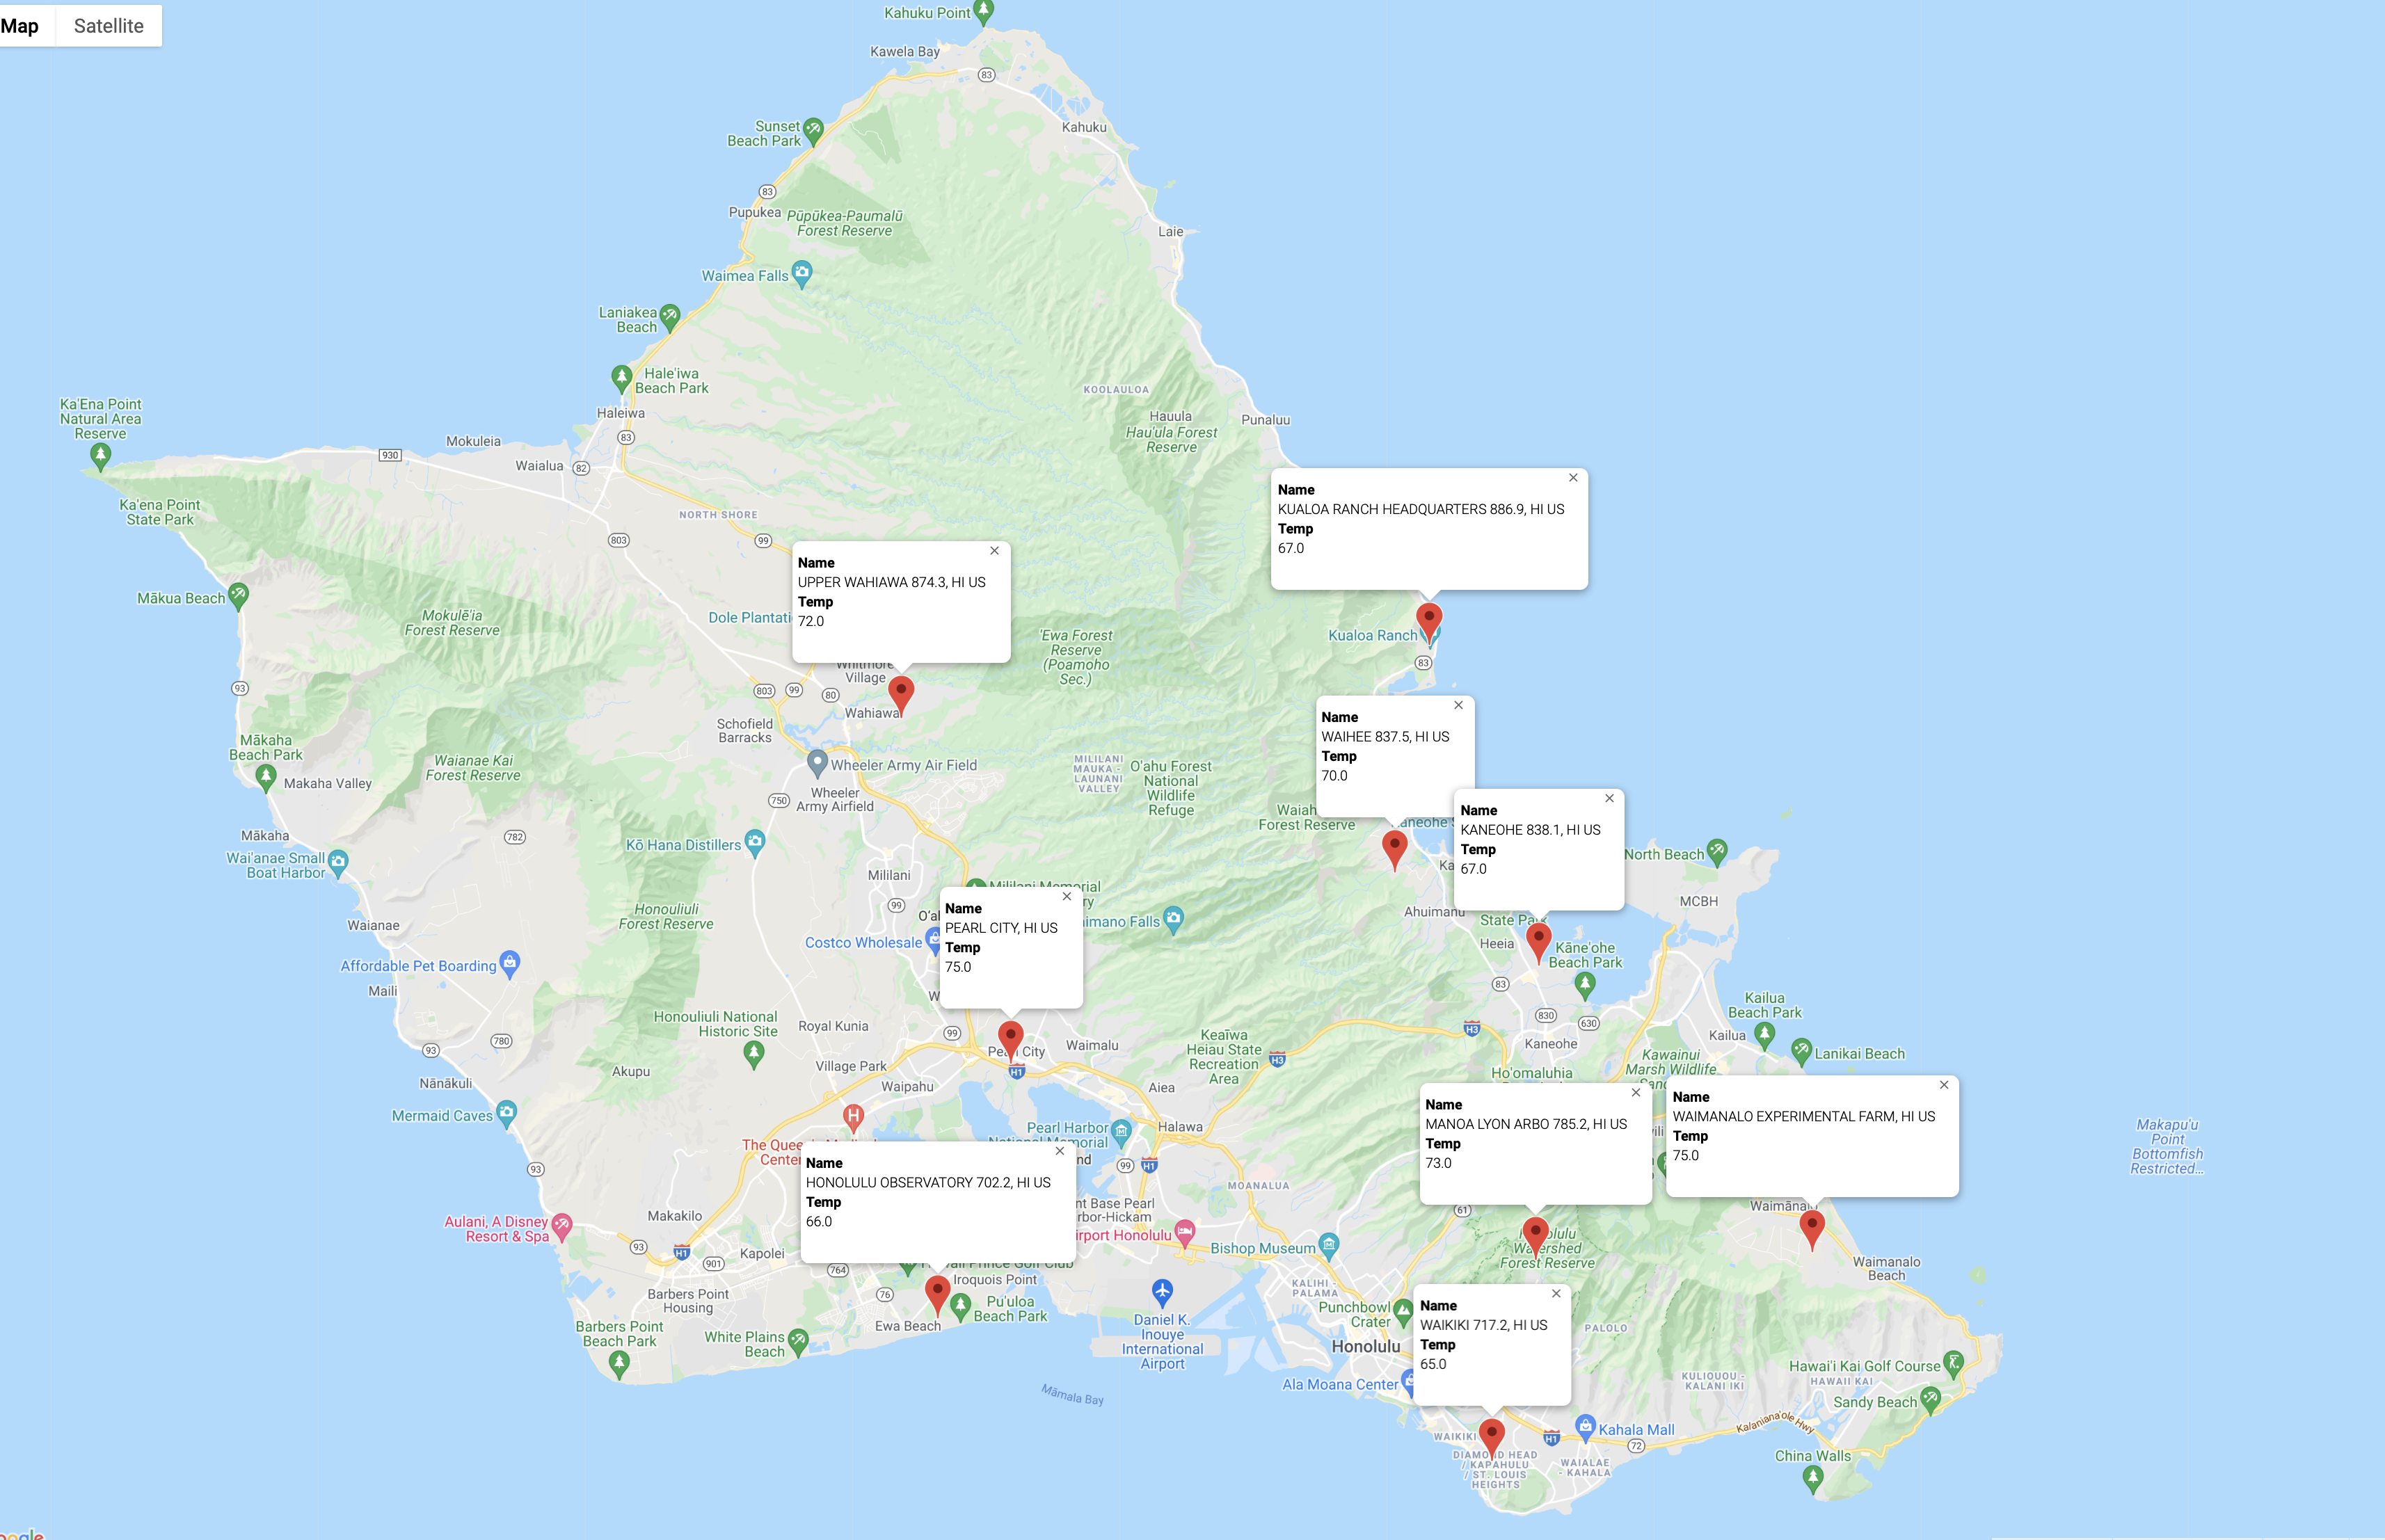 Map
Satellite
Kahuku Point
Kawela Bay
83
Kahuku
Sunset
Beach Park
83
Pupukea
Pūpūkea-Paumalū
Forest Reserve
Laie
Waimea Falls
Laniakea
Beach
Hale'iwa
Beach Park
KOOLAULOA
Ka'Ena Point
Natural Area
Reserve
Haleiwa
Hauula
Hau'ula Forest
Reserve
Punaluu
83
Mokuleia
930
Waialua
82
Ka'ena Point
State Park
NORTH SHORE
803
99
Name
KUALOA RANCH HEADQUARTERS 886.9, HI US
Temp
67.0
Name
UPPER WAHIAWA 874.3, HI US
Temp
72.0
Mākua Beach
Mokulē'ia
Forest Reserve
Dole Plantati
'Ewa Forest
Reserve
(Poamoho
Sec.)
Kualoa Ranch
83
Whitmore
Village
93
803
99
80
Wahiawa
Schofield
Barracks
Name
WAIHEE 837.5, HI US
Temp
70.0
Mākaha
Beach Park
Makaha Valley
Waianae Kai
Forest Reserve
Wheeler Army Air Field
Wheeler
Army Airfield
750
MILILANI
MAUKA -
LAUNANI
VALLEY
O'ahu Forest
National
Wildlife
Refuge
Waiah
Forest Reserve
Name
KANEOHE 838.1, HI US
Temp
67.0
Mākaha
782
Wai'anae Small
Boat Harbor
Kō Hana Distillers
Mililani
99
Mililani Memorial
Ka
North Beach
MCBH
Name
PEARL CITY, HI US
Temp
75.0
Waianae
Honouliuli
Forest Reserve
O'al
Costco Wholesale
imano Falls
Ahuimanu
State Park
Heeia
Kāne'ohe
Beach Park
Affordable Pet Boarding
Maili
83
Honouliuli National
Historic Site
Royal Kunia
W
99
Pearl City
Waimalu
H1
Keaīwa
Heiau State
Recreation
Area
H3
H3
830
630
Kaneohe
Kailua
Beach Park
Kailua
Lanikai Beach
93
780
Akupu
Village Park
Waipahu
Aiea
Ho'omaluhia
Kawainui
Marsh Wildlife
Sanc
Nānākuli
Mermaid Caves
H
Pearl Harbor
National Memorial
nd
Halawa
99
H1
Name
MANOA LYON ARBO 785.2, HI US
Temp
73.0
Name
WAIMANALO EXPERIMENTAL FARM, HI US
Temp
75.0
Makapu'u
Point
Bottomfish
Restricted...
The Queen's Medical
Center
Name
HONOLULU OBSERVATORY 702.2, HI US
Temp
66.0
93
MOANALUA
nt Base Pearl
rbor-Hickam
irport Honolulu
61
Waimānal
Aulani, A Disney
Resort & Spa
Makakilo
93
H1
901
Kapolei
764
Bishop Museum
Honolulu
Watershed
Forest Reserve
Waimanalo
Beach
Barbers Point
Housing
76
Iroquois Point
Pu'uloa
Beach Park
Ewa Beach
KALIHI -
PALAMA
Punchbowl
Crater
Name
WAIKIKI 717.2, HI US
Temp
65.0
Barbers Point
Beach Park
White Plains
Beach
Daniel K.
Inouye
International
Airport
Honolulu
PALOLO
Māmala Bay
Ala Moana Center
KULIOUOU -
KALANI IKI
Hawai'i Kai Golf Course
HAWAII KAI
Sandy Beach
Kalaniana'ole Hwy
WAIKIKI
H1
Kahala Mall
72
DIAMOND HEAD
/ KAPAHULU
/ ST. LOUIS
HEIGHTS
WAIALAE
- KAHALA
China Walls